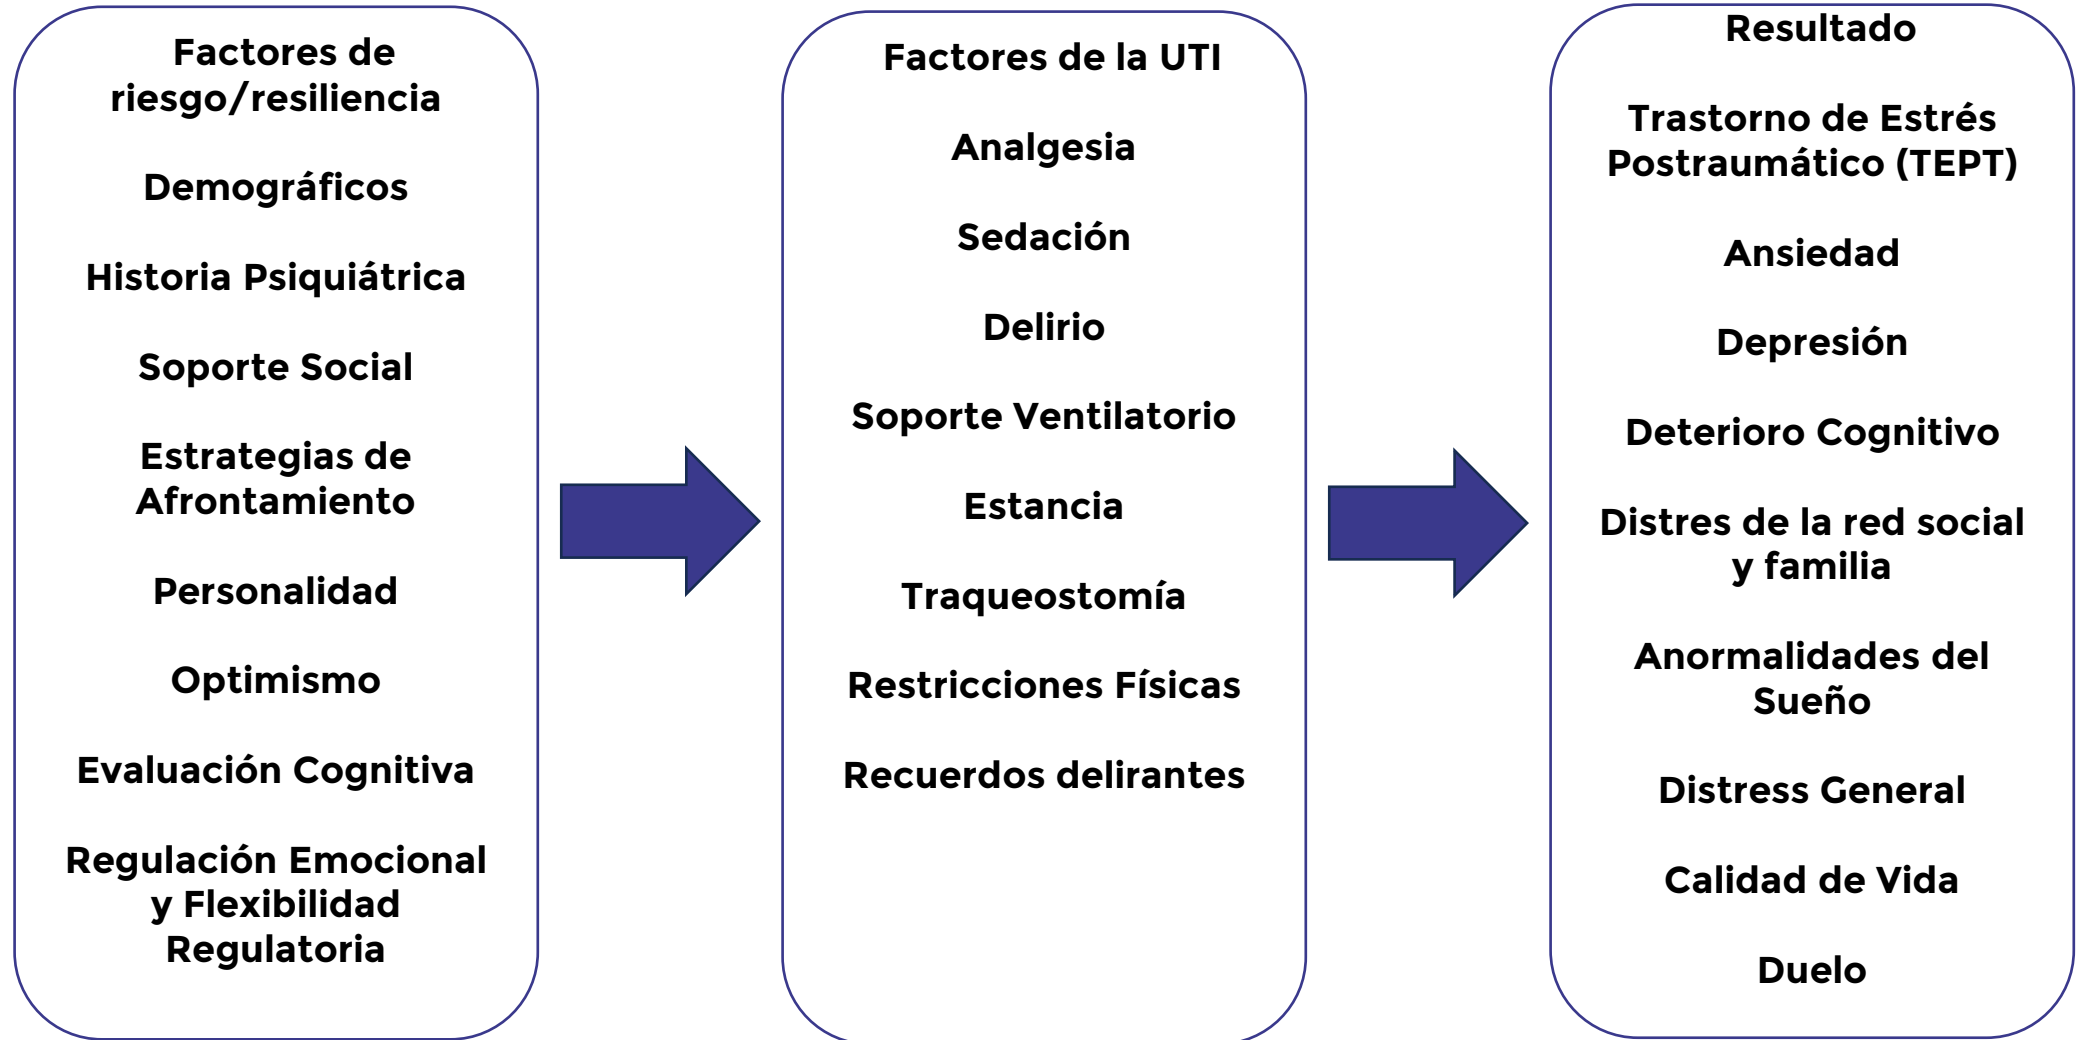 Factores de
riesgo/resiliencia
Demográficos
Historia Psiquiátrica
Soporte Social
Estrategias de
Afrontamiento
Personalidad
Optimismo
Evaluación Cognitiva
Regulación Emocional
y Flexibilidad
Regulatoria
Factores de la UTI
Analgesia
Sedación
Delirio
Soporte Ventilatorio
Estancia
Traqueostomía
Restricciones Físicas
Recuerdos delirantes
Resultado
Trastorno de Estrés
Postraumático (TEPT)
Ansiedad
Depresión
Deterioro Cognitivo
Distres de la red social
y familia
Anormalidades del
Sueño
Distress General
Calidad de Vida
Duelo